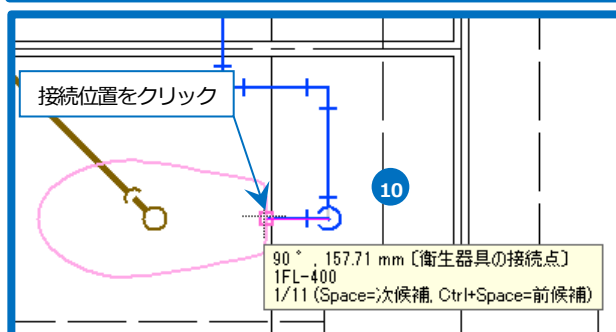 接続位置をクリック
10
90 ﾟ , 157.71 mm [衛生器具の接続点]
1FL-400
1/11 (Space=次候補, Ctrl+Space=前候補)